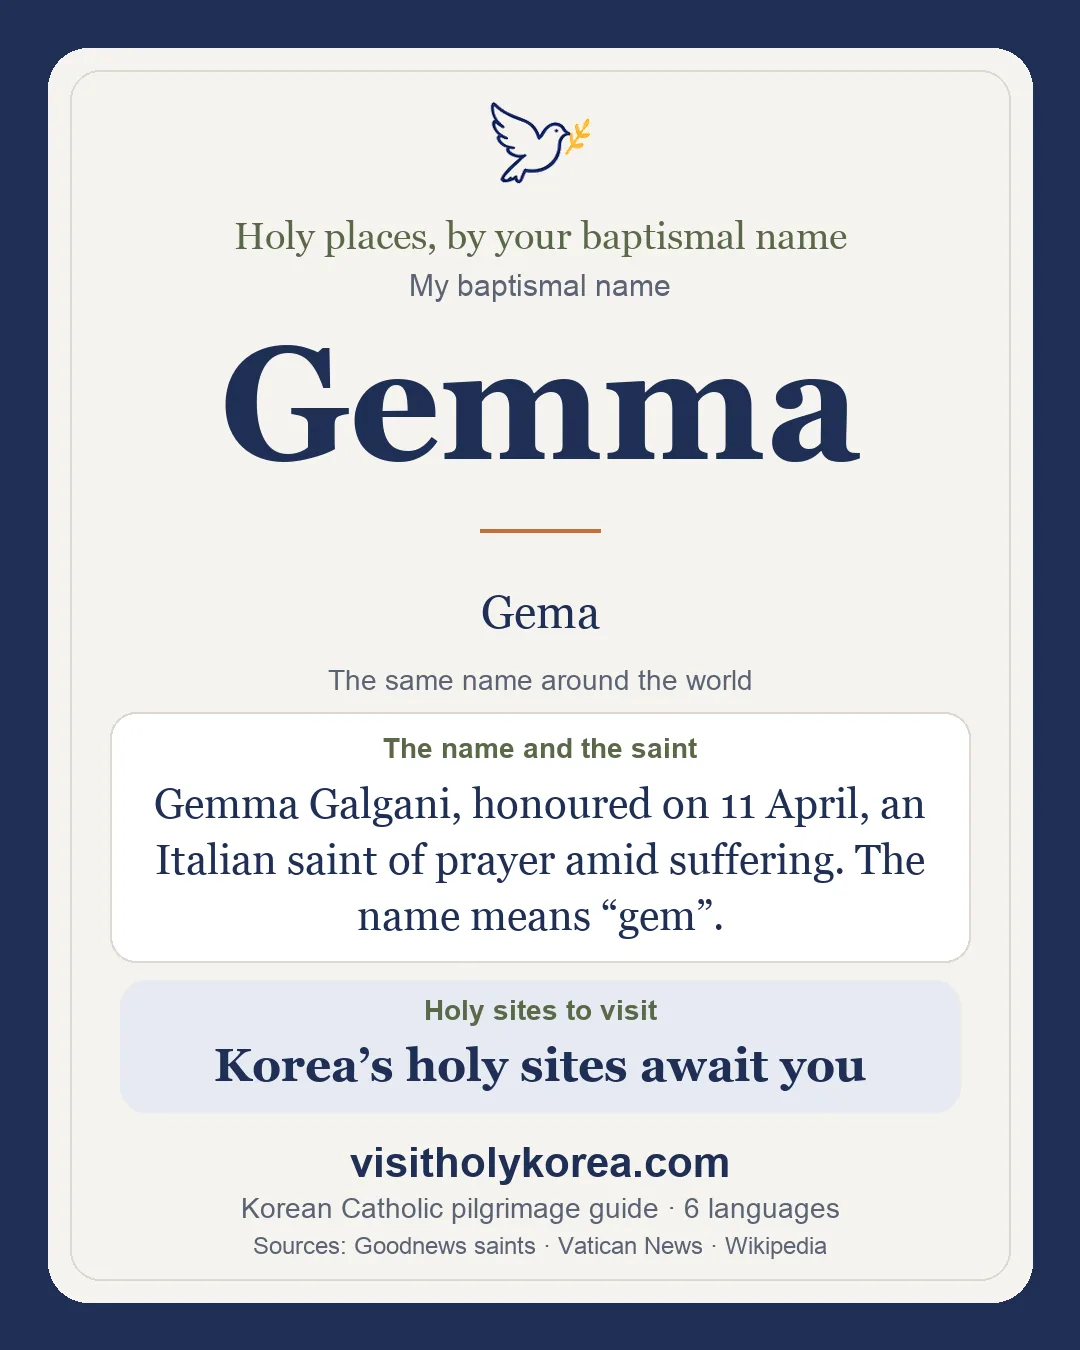 Holy places, by your baptismal name
My baptismal name
Gemma
Gema
The same name around the world
The name and the saint
Gemma Galgani, honoured on 11 April, an
Italian saint of prayer amid suffering. The
name means “gem”.
Holy sites to visit
Korea’s holy sites await you
visitholykorea.com
Korean Catholic pilgrimage guide · 6 languages
Sources: Goodnews saints · Vatican News · Wikipedia